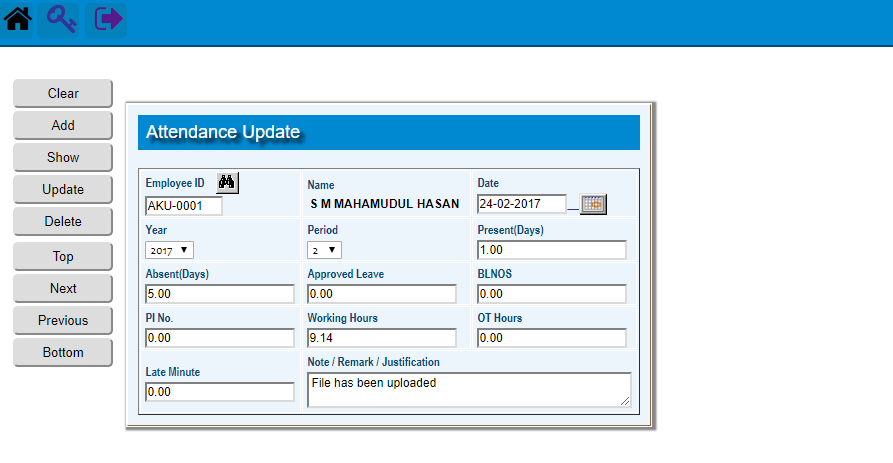 Clear
Add
Show
Update
Delete
Top
Next
Previous
Bottom
Attendance Update
Employee ID
AKU-0001
Name
S M MAHAMUDUL HASAN
Date
24-02-2017
Year
2017
Period
2
Present(Days)
1.00
Absent(Days)
5.00
Approved Leave
0.00
BLNOS
0.00
PI No.
0.00
Working Hours
9.14
OT Hours
0.00
Late Minute
0.00
Note / Remark / Justification
File has been uploaded